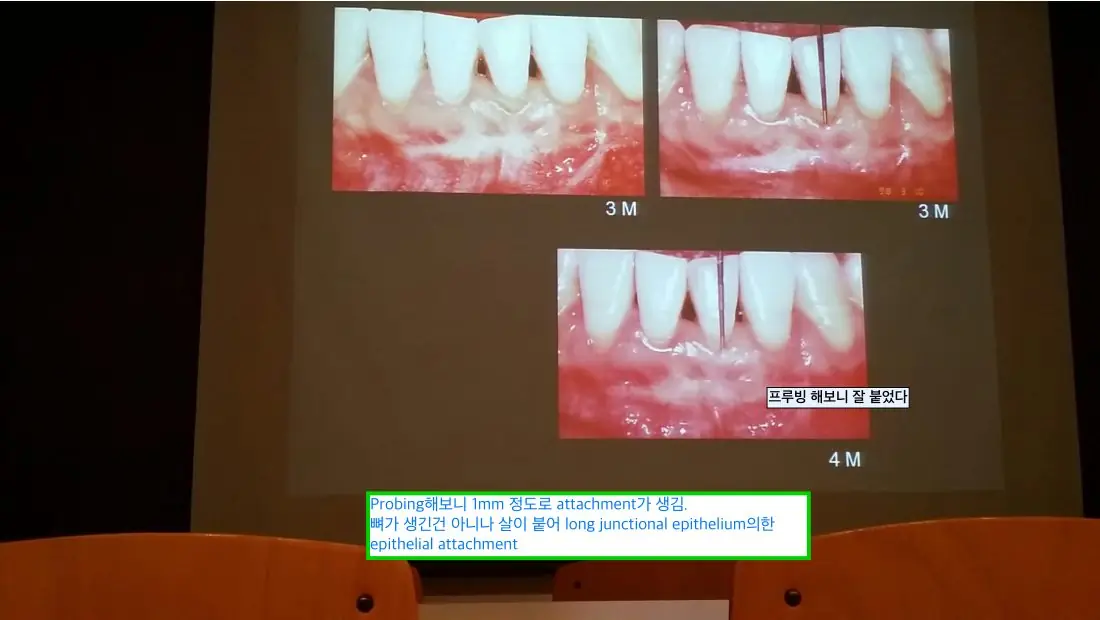 3 M
3 M
프루빙 해보니 잘 붙었다
4 M
Probing해보니 1mm 정도로 attachment가 생김.
뼈가 생긴건 아니나 살이 붙어 long junctional epithelium의한
epithelial attachment